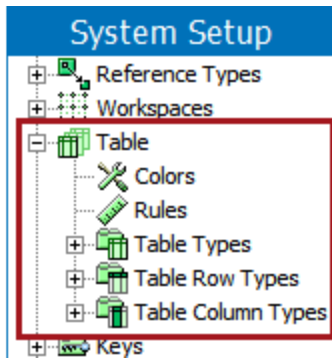 System Setup
Reference Types
Workspaces
Table
Colors
Rules
Table Types
Table Row Types
Table Column Types
Keys